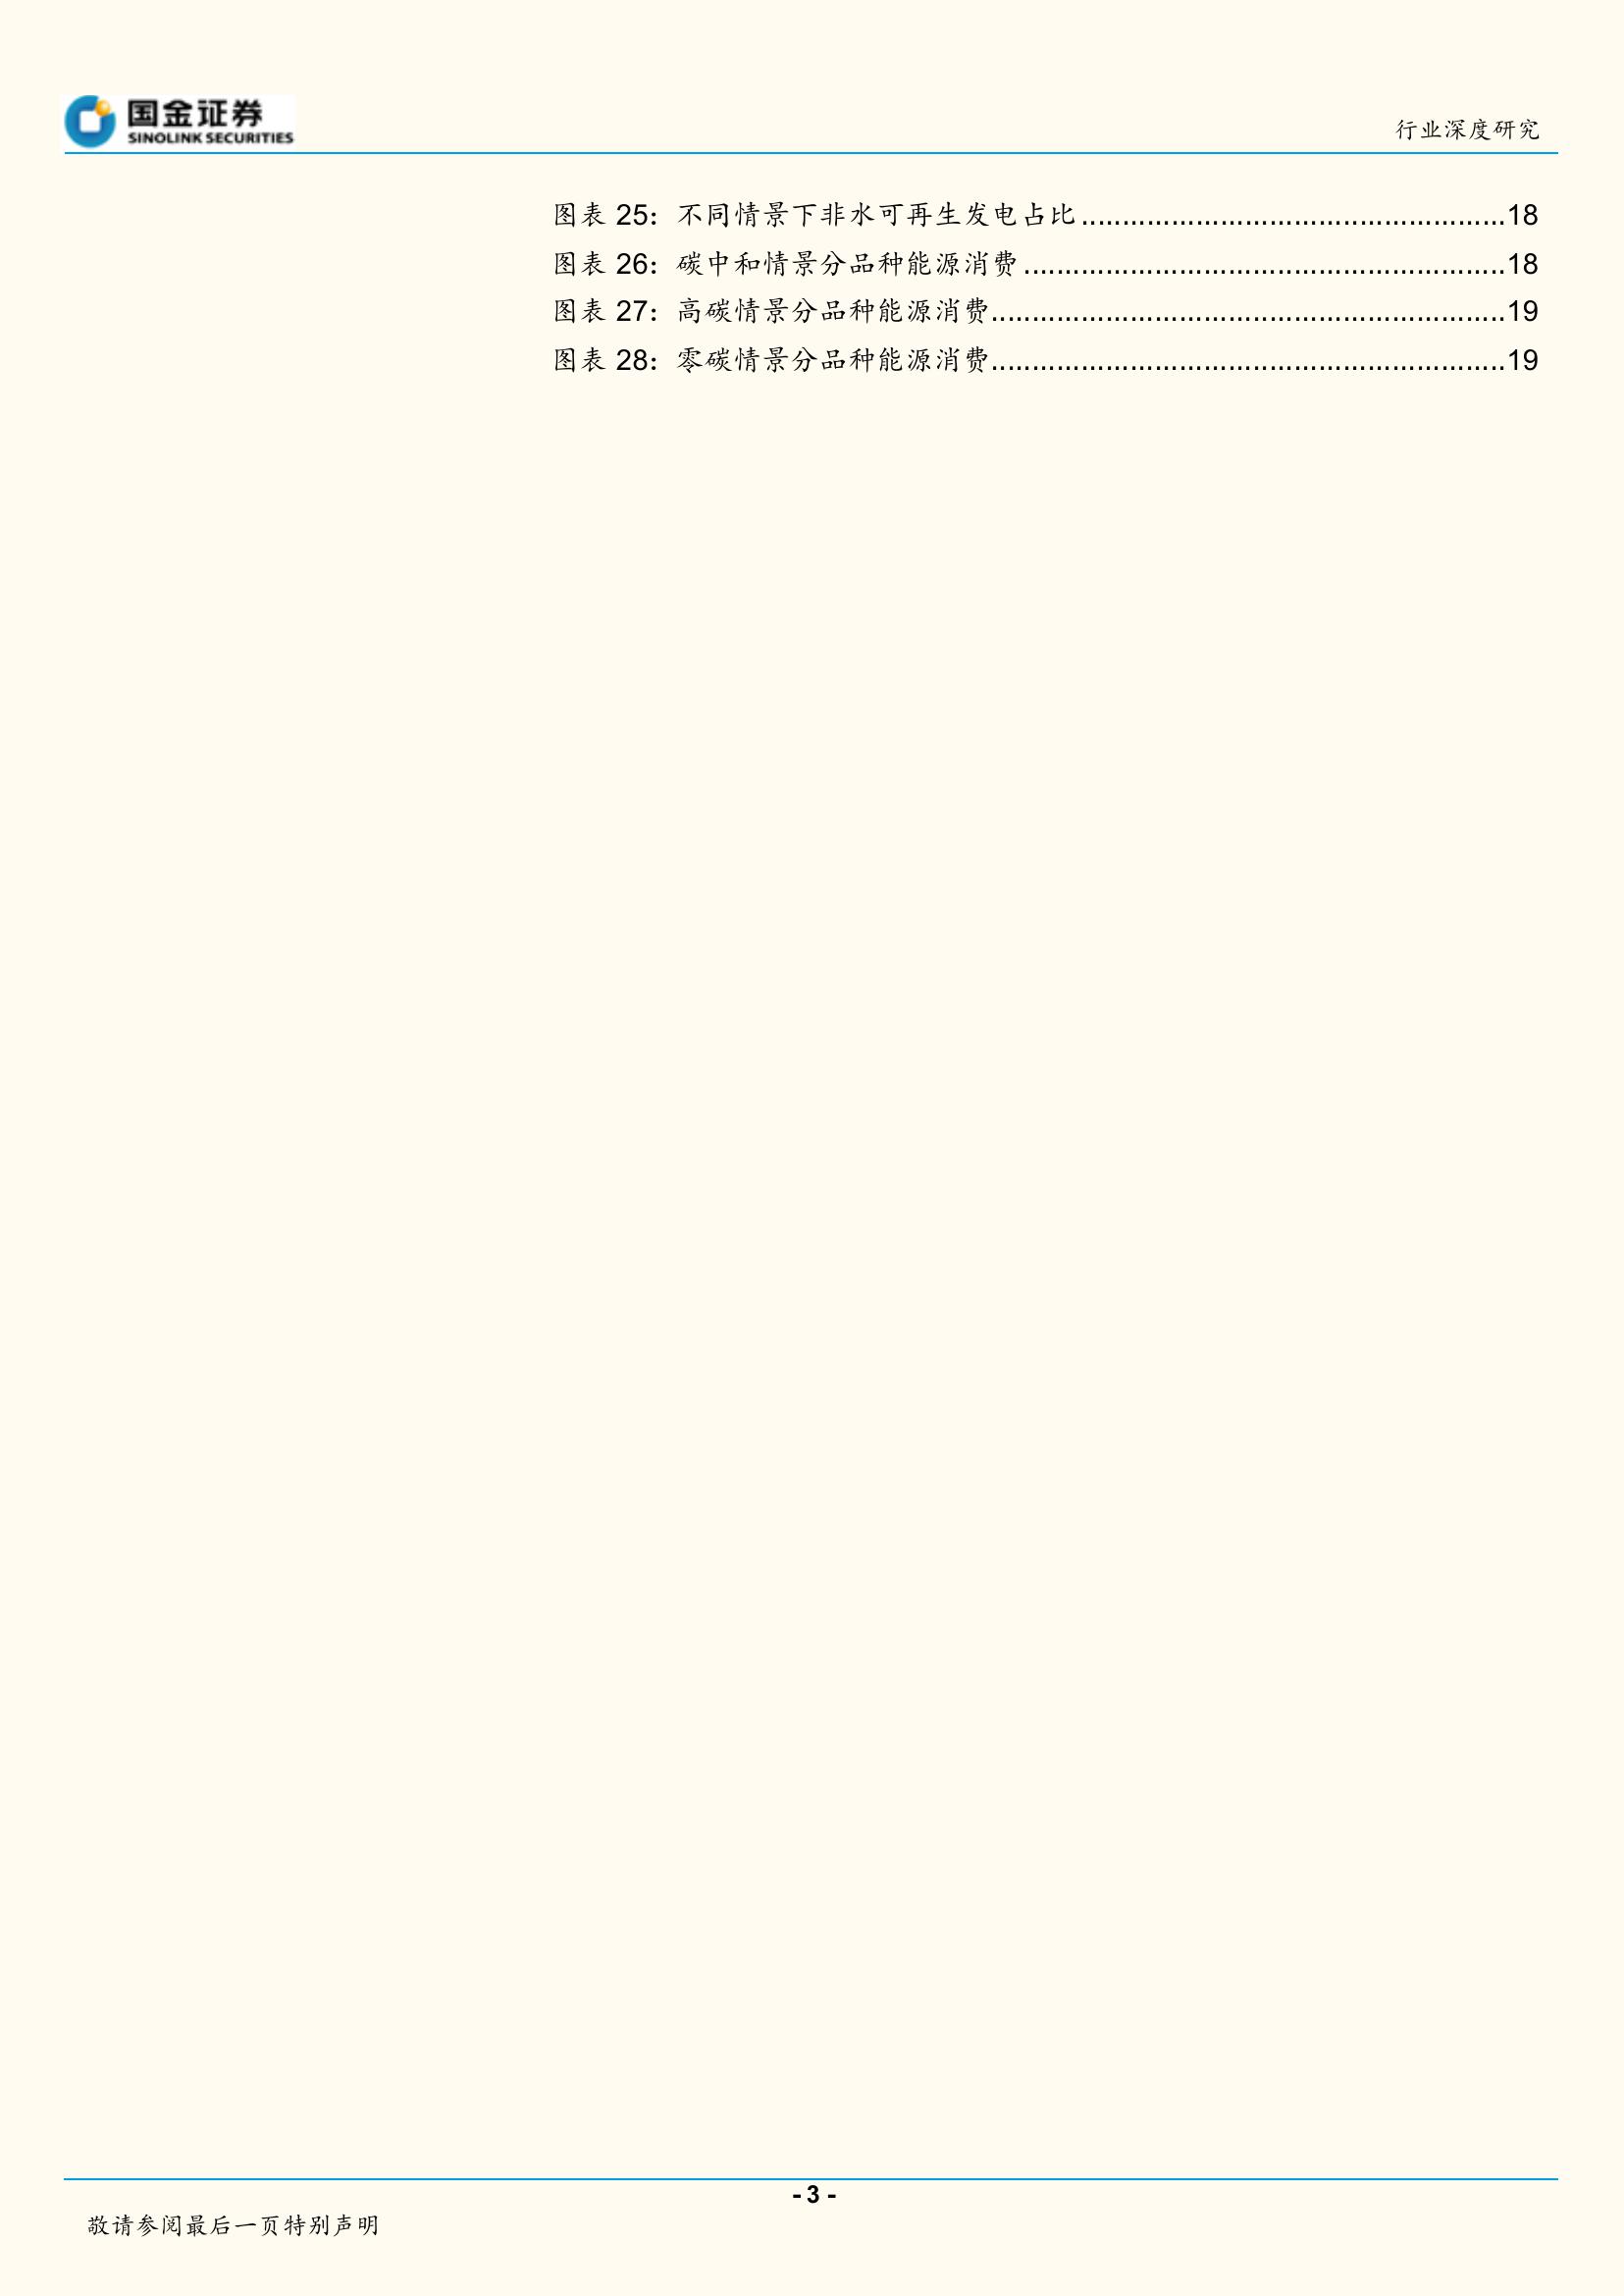 国金证券
SINOLINK SECURITIES
行业深度研究
图表 25：不同情景下非水可再生发电占比....................................................18
图表 26：碳中和情景分品种能源消费...........................................................18
图表 27：高碳情景分品种能源消费...............................................................19
图表 28：零碳情景分品种能源消费...............................................................19
- 3 -
敬请参阅最后一页特别声明